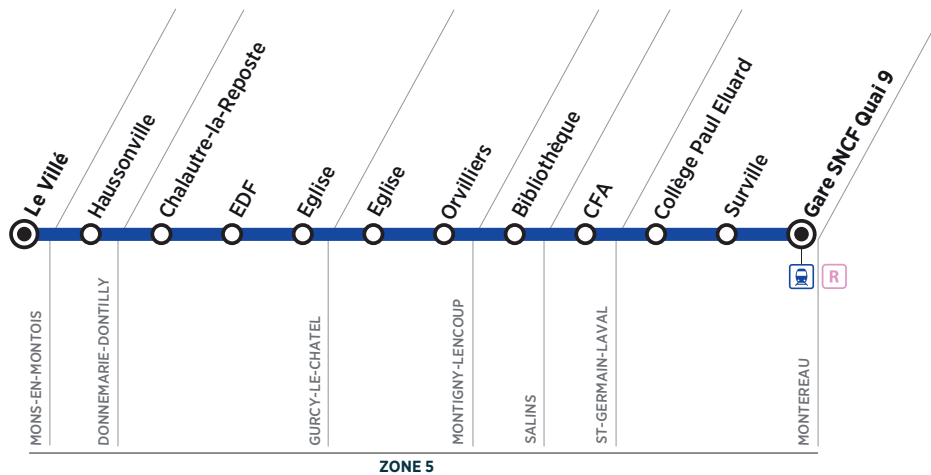 Le Villé
Haussonville
Chalautre-la-Reposte
EDF
Eglise
Eglise
Orvilliers
Bibliothèque
CFA
Collège Paul Eluard
Surville
Gare SNCF Quai 9
R
MONS-EN-MONTOIS
DONNEMARIE-DONTILLY
GURCY-LE-CHATEL
MONTIGNY-LENCOUP
SALINS
ST-GERMAIN-LAVAL
MONTEREAU
ZONE 5